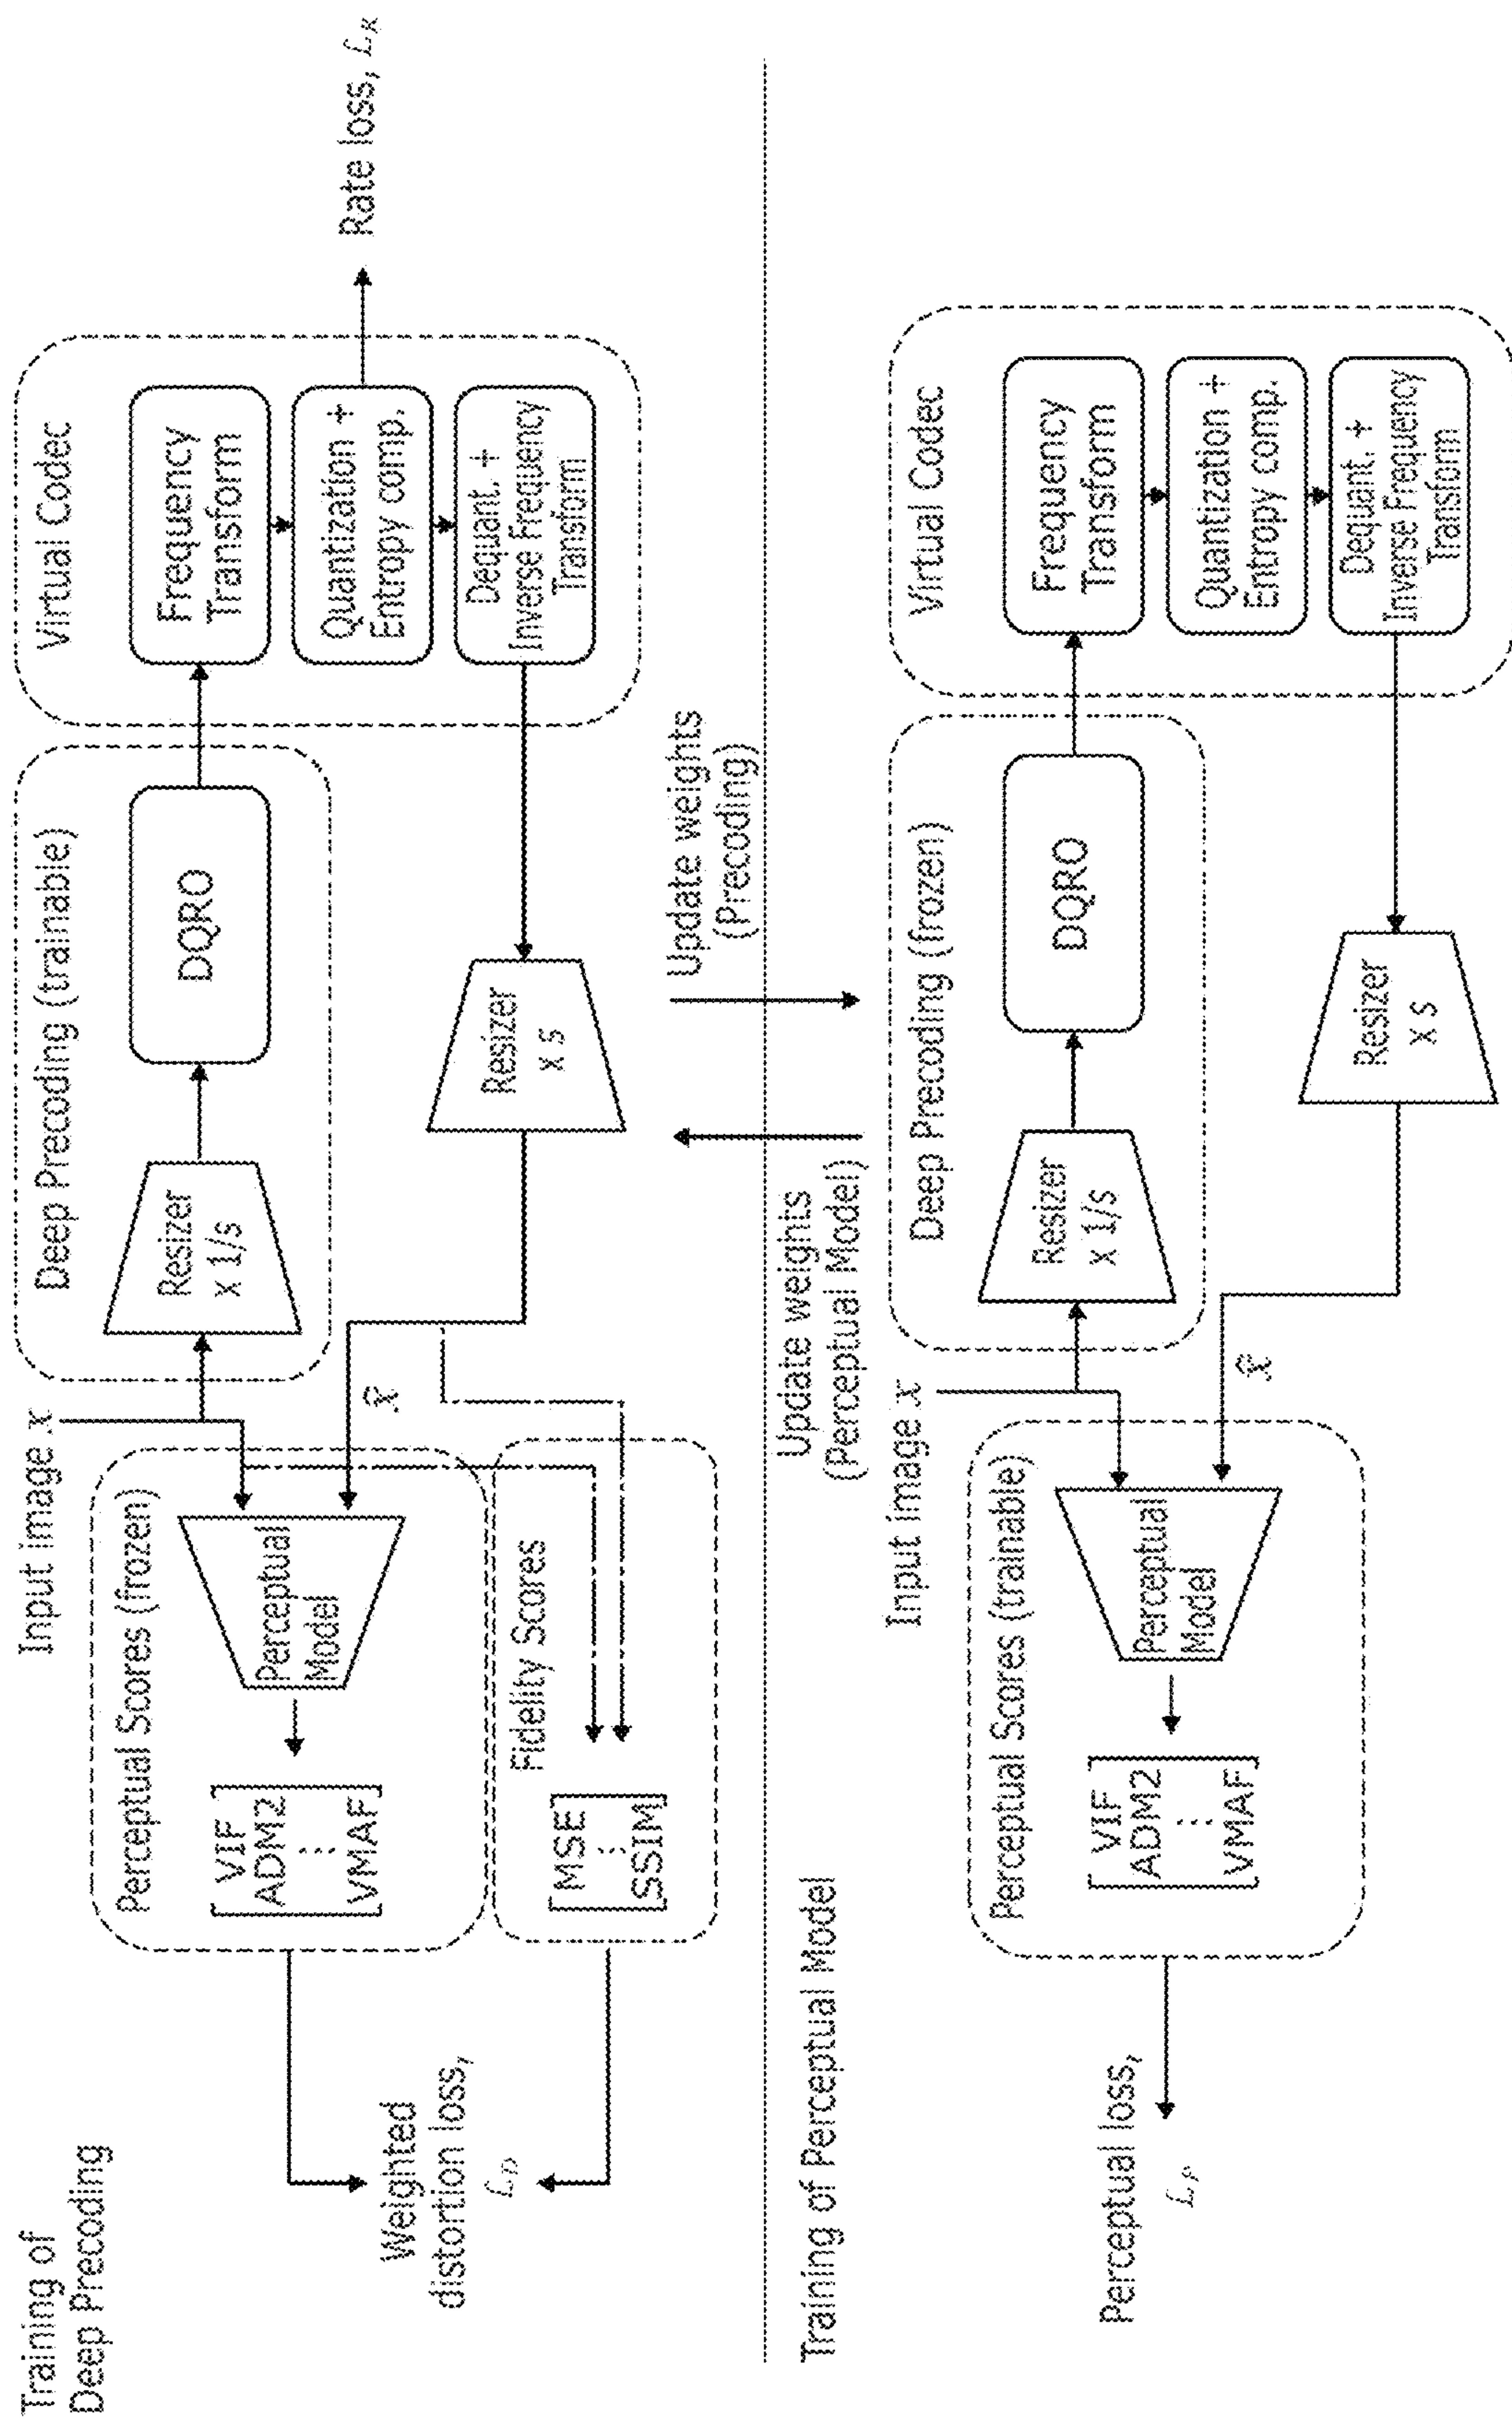 Training of
Deep Precoding
Input image x
Perceptual Scores (frozen)
Perceptual
Model
VIF
ADM2
⋮
VMAF
Fidelity Scores
MSE
⋮
SSIM
Weighted
distortion loss,
ℒ_D
x̂
Deep Precoding (trainable)
Resizer
x 1/s
DQRO
Resizer
x s
Virtual Codec
Frequency
Transform
Quantization +
Entropy comp.
Dequant. +
Inverse Frequency
Transform
Rate loss, ℒ_R
Update weights
(Perceptual Model)
Update weights
(Precoding)
Training of Perceptual Model
Input image x
Perceptual Scores (trainable)
Perceptual
Model
VIF
ADM2
⋮
VMAF
Perceptual loss,
ℒ_P
x̂
Deep Precoding (frozen)
Resizer
x 1/s
DQRO
Resizer
x s
Virtual Codec
Frequency
Transform
Quantization +
Entropy comp.
Dequant. +
Inverse Frequency
Transform